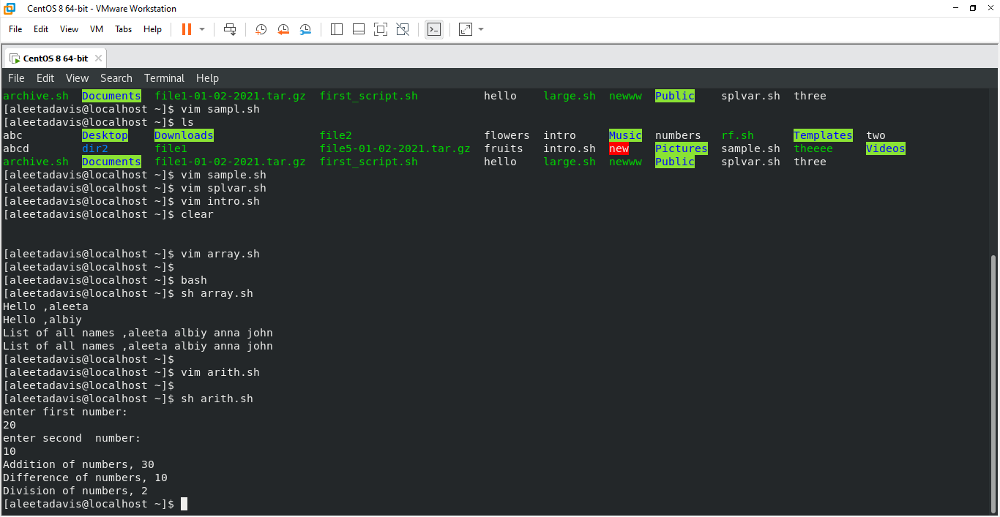 CentOS 8 64-bit - VMware Workstation
File Edit View VM Tabs Help
CentOS 8 64-bit
File Edit View Search Terminal Help
archive.sh Documents file1-01-02-2021.tar.gz first_script.sh hello large.sh newww Public splvar.sh three
[aleetadavis@localhost ~]$ vim sampl.sh
[aleetadavis@localhost ~]$ ls
abc Desktop Downloads file2 flowers intro Music numbers rf.sh Templates two
abcd dir2 file1 file5-01-02-2021.tar.gz fruits intro.sh new Pictures sample.sh theeee Videos
archive.sh Documents file1-01-02-2021.tar.gz first_script.sh hello large.sh newww Public splvar.sh three
[aleetadavis@localhost ~]$ vim sample.sh
[aleetadavis@localhost ~]$ vim splvar.sh
[aleetadavis@localhost ~]$ vim intro.sh
[aleetadavis@localhost ~]$ clear
[aleetadavis@localhost ~]$ vim array.sh
[aleetadavis@localhost ~]$
[aleetadavis@localhost ~]$ bash
[aleetadavis@localhost ~]$ sh array.sh
Hello ,aleeta
Hello ,albiy
List of all names ,aleeta albiy anna john
List of all names ,aleeta albiy anna john
[aleetadavis@localhost ~]$
[aleetadavis@localhost ~]$ vim arith.sh
[aleetadavis@localhost ~]$
[aleetadavis@localhost ~]$ sh arith.sh
enter first number:
20
enter second  number:
10
Addition of numbers, 30
Difference of numbers, 10
Division of numbers, 2
[aleetadavis@localhost ~]$